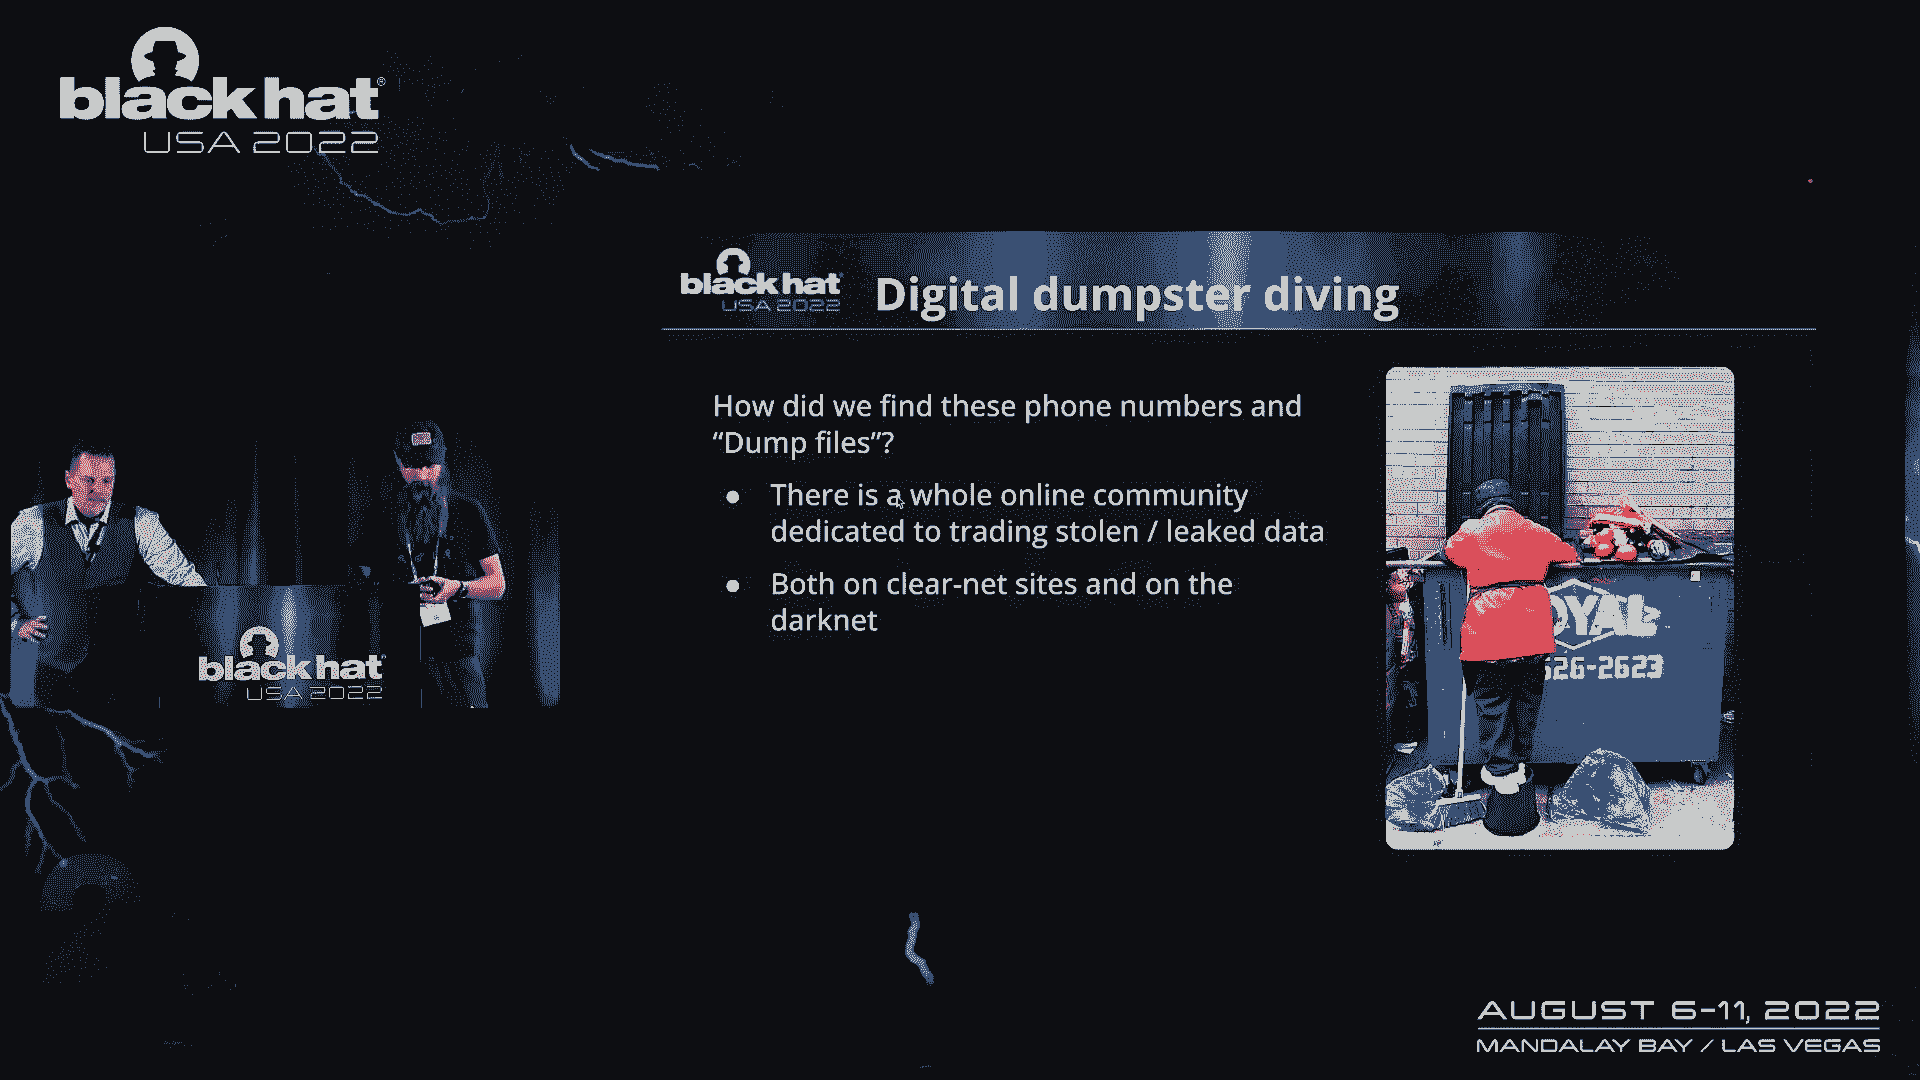 black hat®
USA 2022
black hat
USA 2022
Digital dumpster diving
How did we find these phone numbers and
“Dump files”?
● There is a whole online community
dedicated to trading stolen / leaked data
● Both on clear-net sites and on the
darknet
OYAL
526-2623
black hat
USA 2022
AUGUST 6-11, 2022
MANDALAY BAY / LAS VEGAS